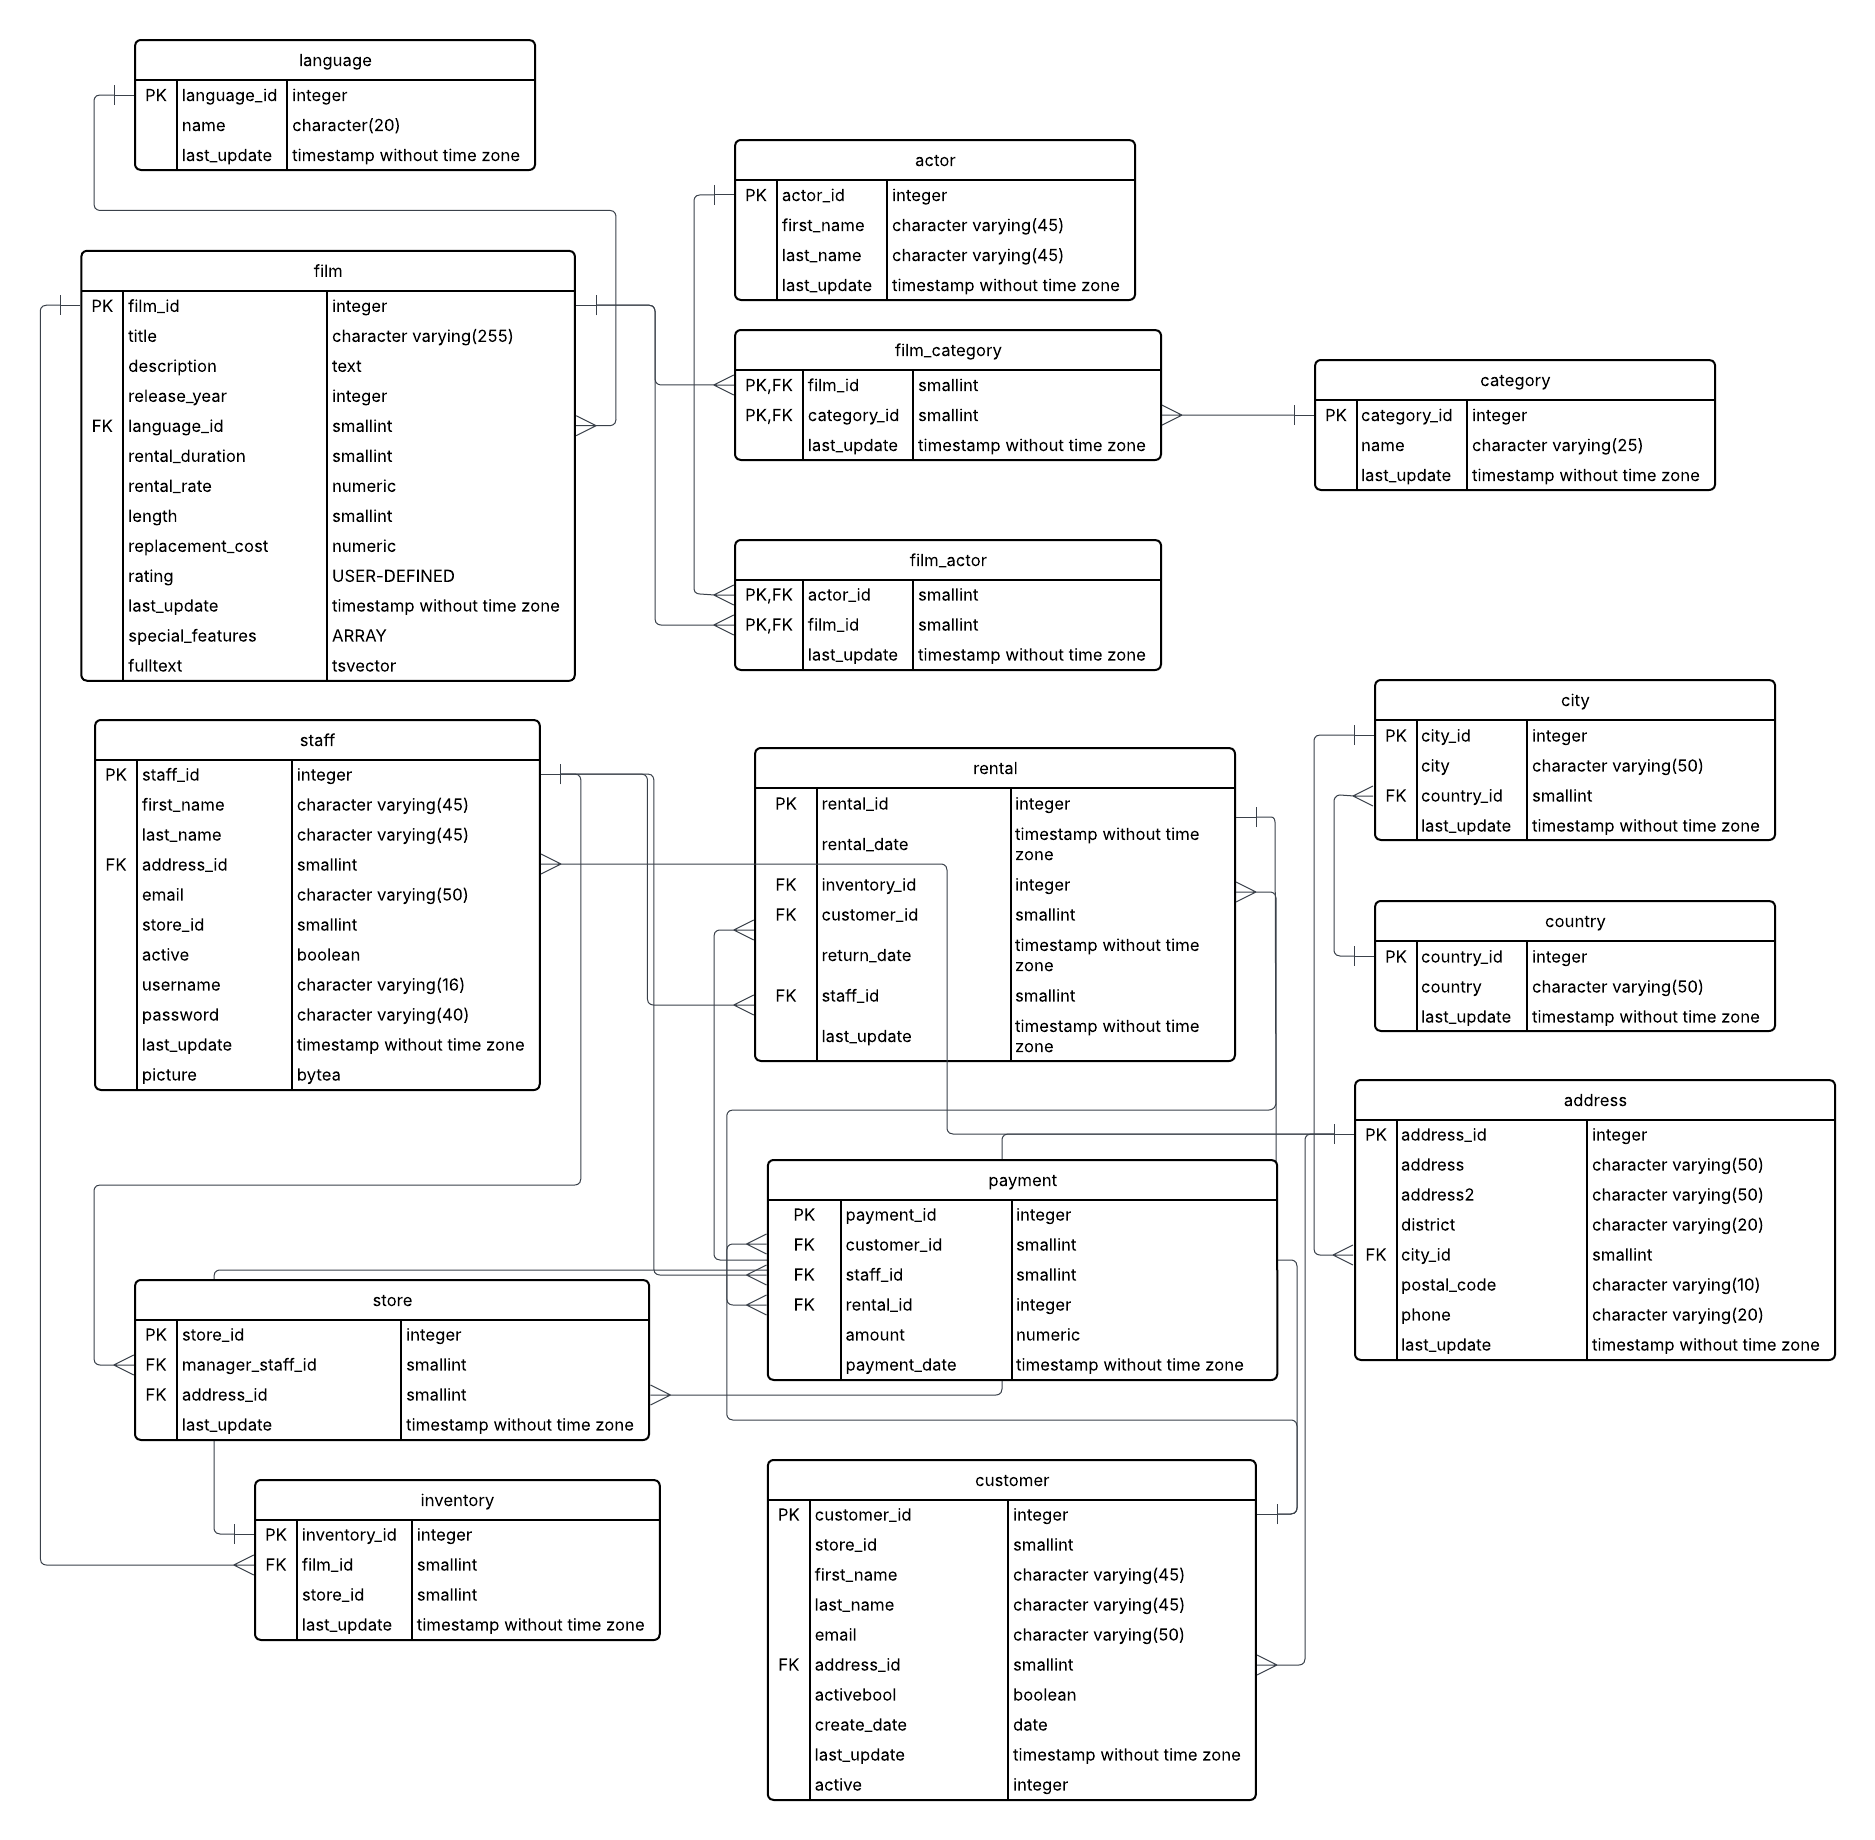 language
PK language_id integer
name character(20)
last_update timestamp without time zone
actor
PK actor_id integer
first_name character varying(45)
last_name character varying(45)
last_update timestamp without time zone
film
PK film_id integer
title character varying(255)
description text
release_year integer
FK language_id smallint
rental_duration smallint
rental_rate numeric
length smallint
replacement_cost numeric
rating USER-DEFINED
last_update timestamp without time zone
special_features ARRAY
fulltext tsvector
film_category
PK,FK film_id smallint
PK,FK category_id smallint
last_update timestamp without time zone
category
PK category_id integer
name character varying(25)
last_update timestamp without time zone
film_actor
PK,FK actor_id smallint
PK,FK film_id smallint
last_update timestamp without time zone
staff
PK staff_id integer
first_name character varying(45)
last_name character varying(45)
FK address_id smallint
email character varying(50)
store_id smallint
active boolean
username character varying(16)
password character varying(40)
last_update timestamp without time zone
picture bytea
rental
PK rental_id integer
rental_date timestamp without time
zone
FK inventory_id integer
FK customer_id smallint
return_date timestamp without time
zone
FK staff_id smallint
last_update timestamp without time
zone
city
PK city_id integer
city character varying(50)
FK country_id smallint
last_update timestamp without time zone
country
PK country_id integer
country character varying(50)
last_update timestamp without time zone
address
PK address_id integer
address character varying(50)
address2 character varying(50)
district character varying(20)
FK city_id smallint
postal_code character varying(10)
phone character varying(20)
last_update timestamp without time zone
payment
PK payment_id integer
FK customer_id smallint
FK staff_id smallint
FK rental_id integer
amount numeric
payment_date timestamp without time zone
store
PK store_id integer
FK manager_staff_id smallint
FK address_id smallint
last_update timestamp without time zone
inventory
PK inventory_id integer
FK film_id smallint
store_id smallint
last_update timestamp without time zone
customer
PK customer_id integer
store_id smallint
first_name character varying(45)
last_name character varying(45)
email character varying(50)
FK address_id smallint
activebool boolean
create_date date
last_update timestamp without time zone
active integer